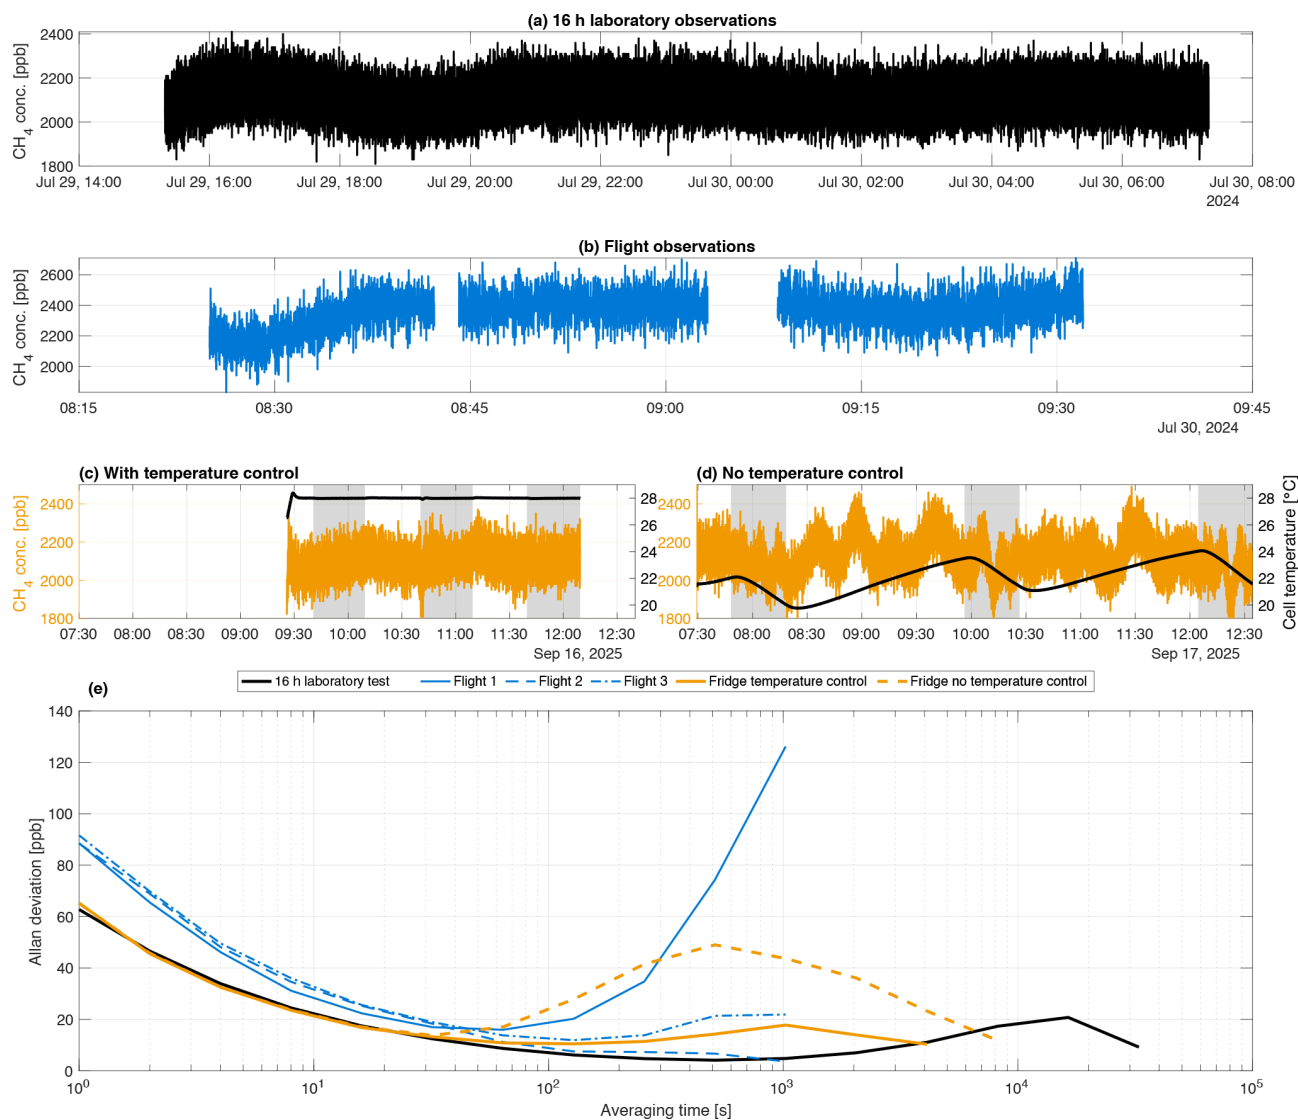 (a) 16 h laboratory observations
CH4 conc. [ppb]
2400
2200
2000
1800
Jul 29, 14:00 Jul 29, 16:00 Jul 29, 18:00 Jul 29, 20:00 Jul 29, 22:00 Jul 30, 00:00 Jul 30, 02:00 Jul 30, 04:00 Jul 30, 06:00 Jul 30, 08:00
2024
(b) Flight observations
CH4 conc. [ppb]
2600
2400
2200
2000
08:15 08:30 08:45 09:00 09:15 09:30 09:45
Jul 30, 2024
(c) With temperature control
CH4 conc. [ppb]
2400
2200
2000
1800
28
26
24
22
20
07:30 08:00 08:30 09:00 09:30 10:00 10:30 11:00 11:30 12:00 12:30
Sep 16, 2025
(d) No temperature control
2400
2200
2000
1800
28
26
24
22
20
Cell temperature [°C]
07:30 08:00 08:30 09:00 09:30 10:00 10:30 11:00 11:30 12:00 12:30
Sep 17, 2025
(e)
16 h laboratory test Flight 1 Flight 2 Flight 3 Fridge temperature control Fridge no temperature control
Allan deviation [ppb]
140
120
100
80
60
40
20
0
10^0 10^1 10^2 10^3 10^4 10^5
Averaging time [s]